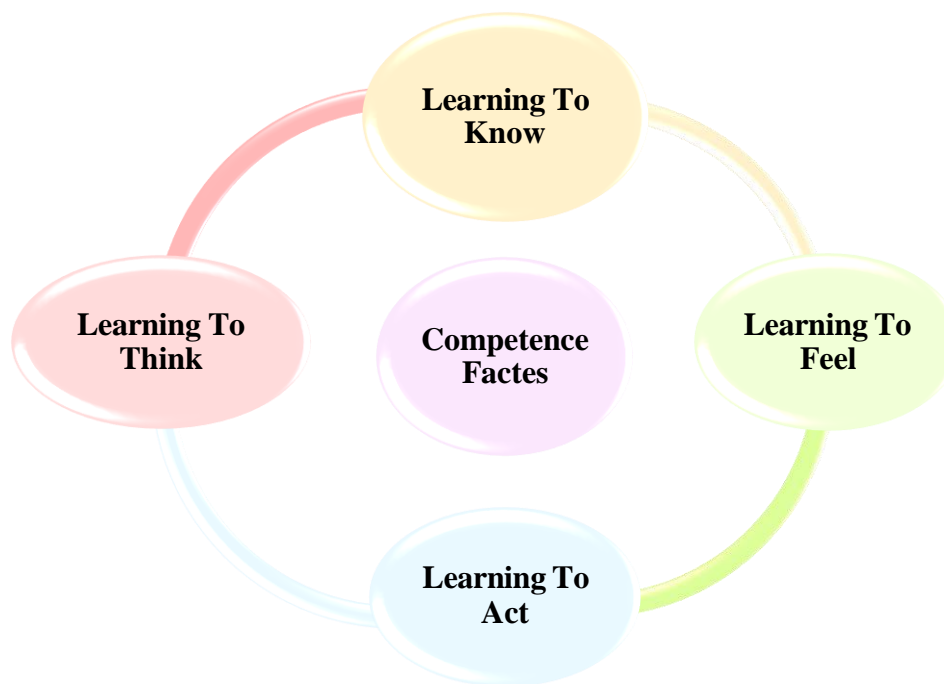 Learning To
Know
Learning To
Think
Competence
Factes
Learning To
Feel
Learning To
Act